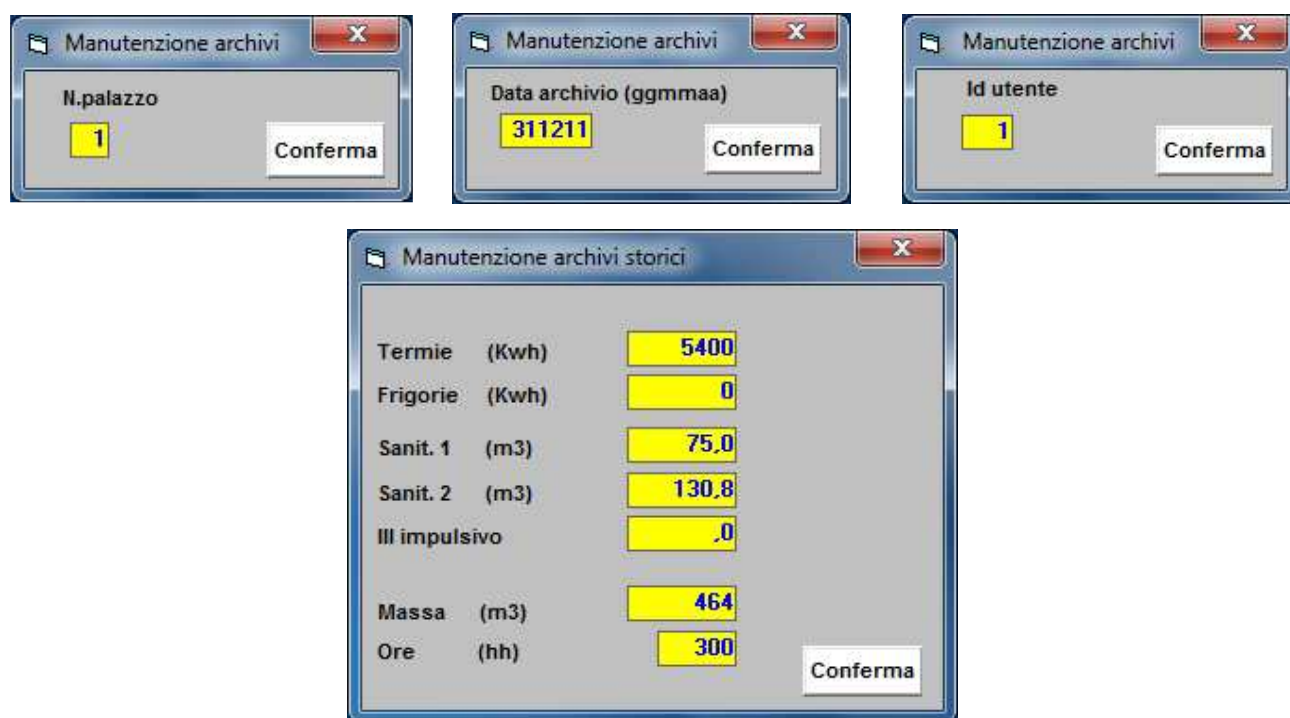 Manutenzione archivi
N.palazzo
1
Conferma
Manutenzione archivi
Data archivio (ggmmaa)
311211
Conferma
Manutenzione archivi
Id utente
1
Conferma
Manutenzione archivi storici
Termie (Kwh) 5400
Frigorie (Kwh) 0
Sanit. 1 (m3) 75,0
Sanit. 2 (m3) 130,8
III impulsivo ,0
Massa (m3) 464
Ore (hh) 300
Conferma